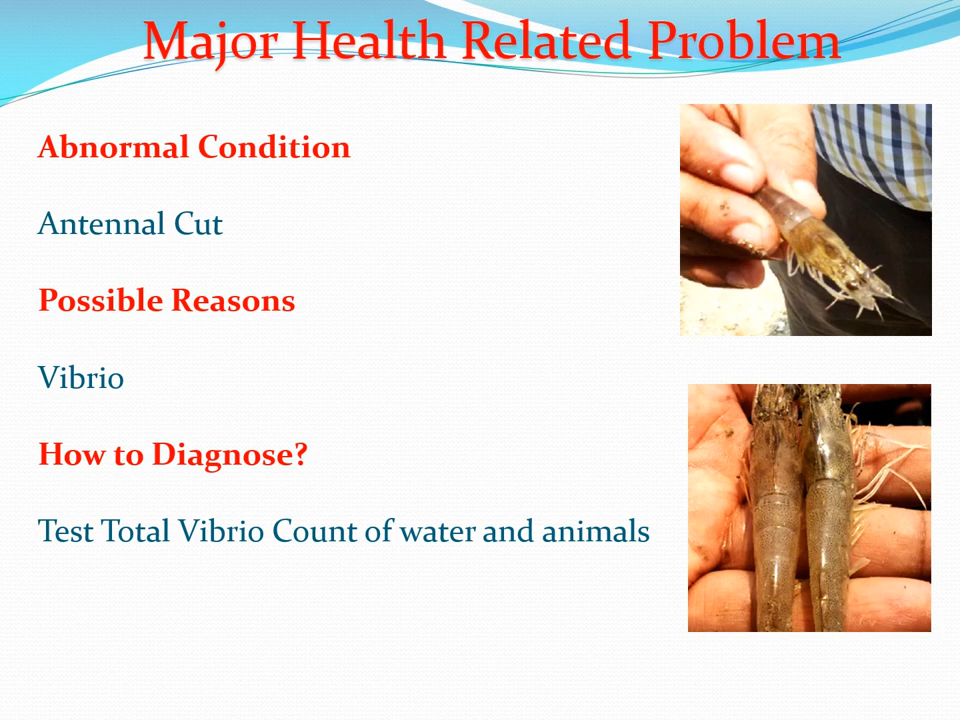 Major Health Related Problem
Abnormal Condition
Antennal Cut
Possible Reasons
Vibrio
How to Diagnose?
Test Total Vibrio Count of water and animals